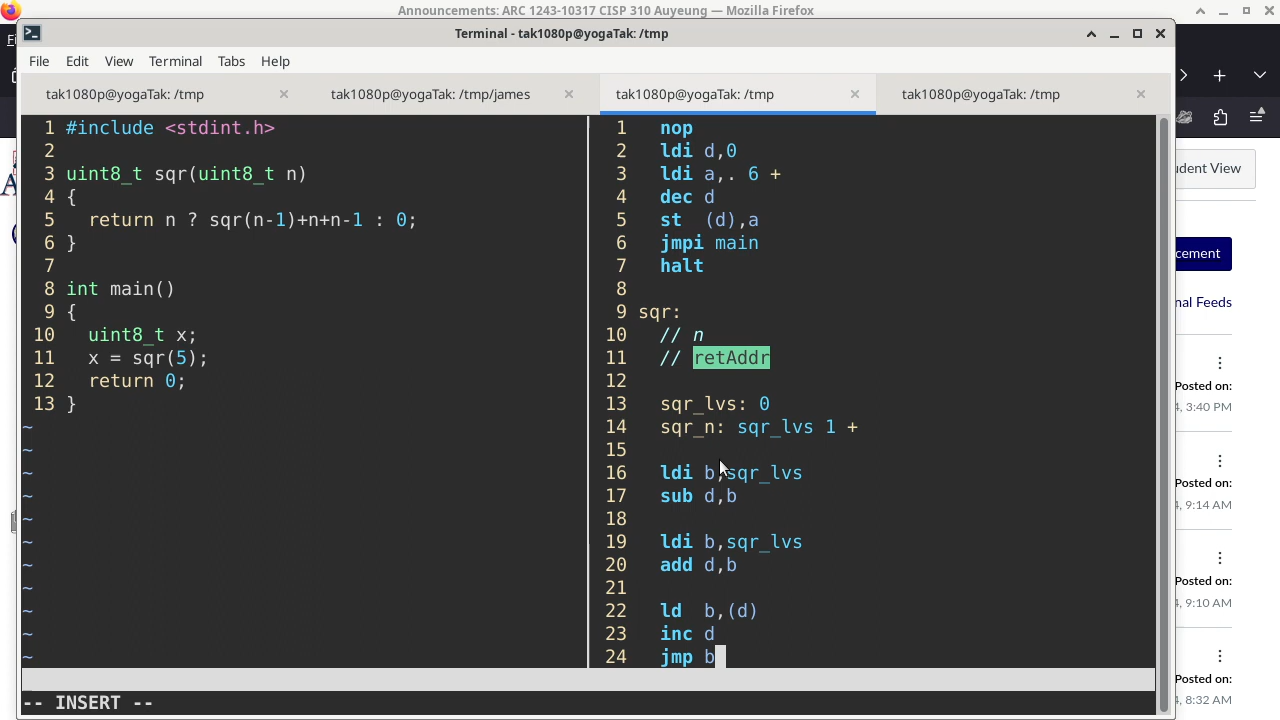 Announcements: ARC 1243-10317 CISP 310 Auyeung — Mozilla Firefox
Terminal - tak1080p@yogaTak: /tmp
File Edit View Terminal Tabs Help
tak1080p@yogaTak: /tmp
tak1080p@yogaTak: /tmp/james
tak1080p@yogaTak: /tmp
tak1080p@yogaTak: /tmp
1 #include <stdint.h>
2
3 uint8_t sqr(uint8_t n)
4 {
5   return n ? sqr(n-1)+n+n-1 : 0;
6 }
7
8 int main()
9 {
10   uint8_t x;
11   x = sqr(5);
12   return 0;
13 }
~
~
~
~
~
~
~
~
~
~
~
1   nop
2   ldi d,0
3   ldi a,. 6 +
4   dec d
5   st  (d),a
6   jmpi main
7   halt
8
9 sqr:
10   // n
11   // retAddr
12
13   sqr_lvs: 0
14   sqr_n: sqr_lvs 1 +
15
16   ldi b,sqr_lvs
17   sub d,b
18
19   ldi b,sqr_lvs
20   add d,b
21
22   ld  b,(d)
23   inc d
24   jmp b
-- INSERT --
udent View
cement
nal Feeds
Posted on:
4, 3:40 PM
Posted on:
4, 9:14 AM
Posted on:
4, 9:10 AM
Posted on:
4, 8:32 AM